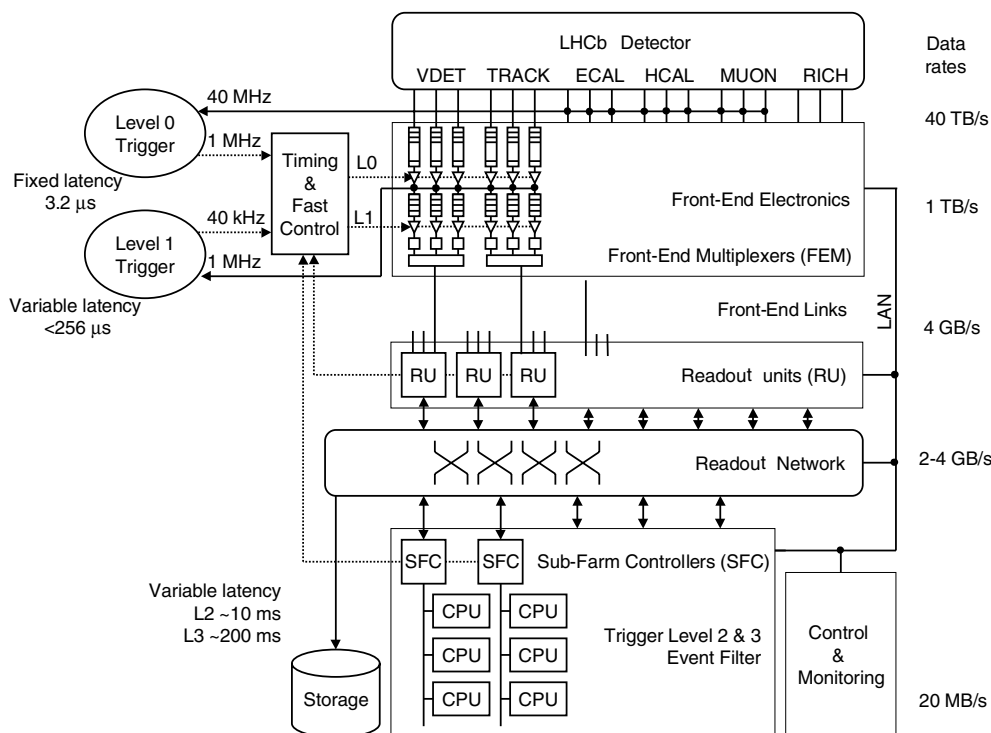 LHCb Detector
VDET TRACK ECAL HCAL MUON RICH
Data
rates
40 MHz
Level 0
Trigger
1 MHz
Fixed latency
3.2 µs
40 kHz
Level 1
Trigger
1 MHz
Variable latency
<256 µs
Timing
&
Fast
Control
L0
L1
40 TB/s
Front-End Electronics
1 TB/s
Front-End Multiplexers (FEM)
Front-End Links
LAN
4 GB/s
RU RU RU
Readout units (RU)
Readout Network
2-4 GB/s
SFC SFC
Sub-Farm Controllers (SFC)
Variable latency
L2 ~10 ms
L3 ~200 ms
CPU CPU
CPU CPU
CPU CPU
Trigger Level 2 & 3
Event Filter
Storage
Control
&
Monitoring
20 MB/s